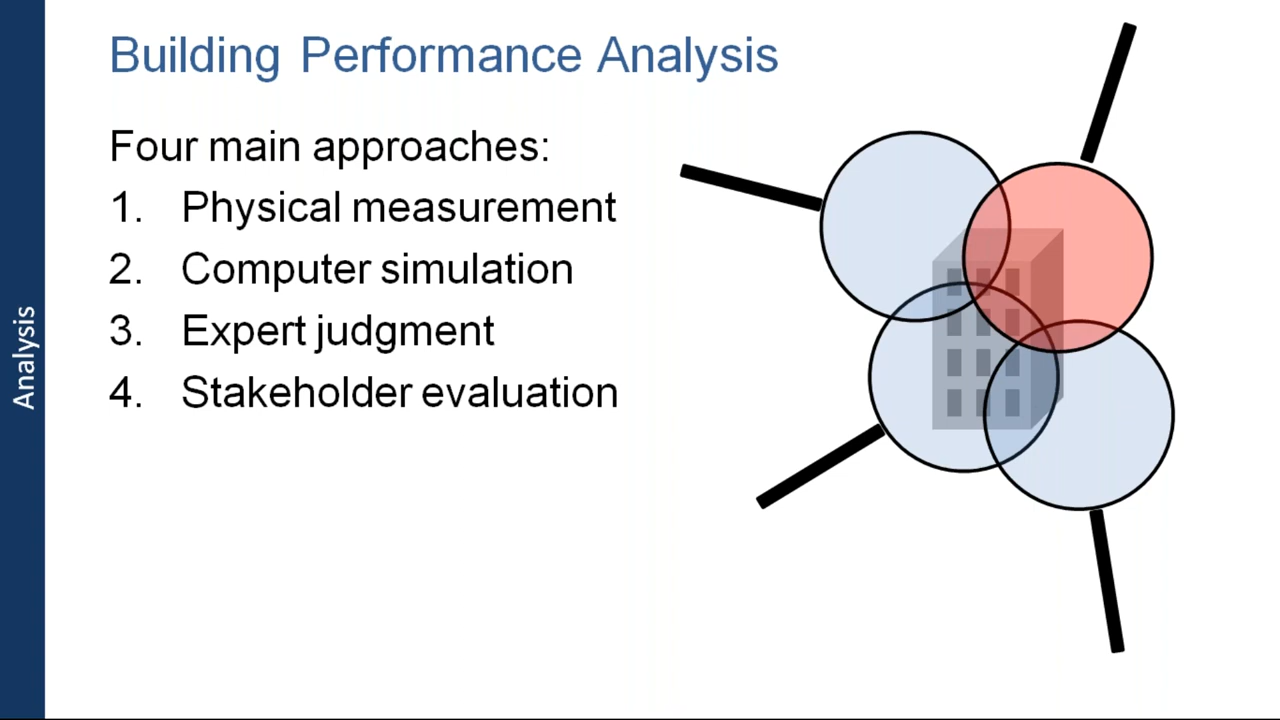 Building Performance Analysis
Four main approaches:
1. Physical measurement
2. Computer simulation
3. Expert judgment
4. Stakeholder evaluation
Analysis